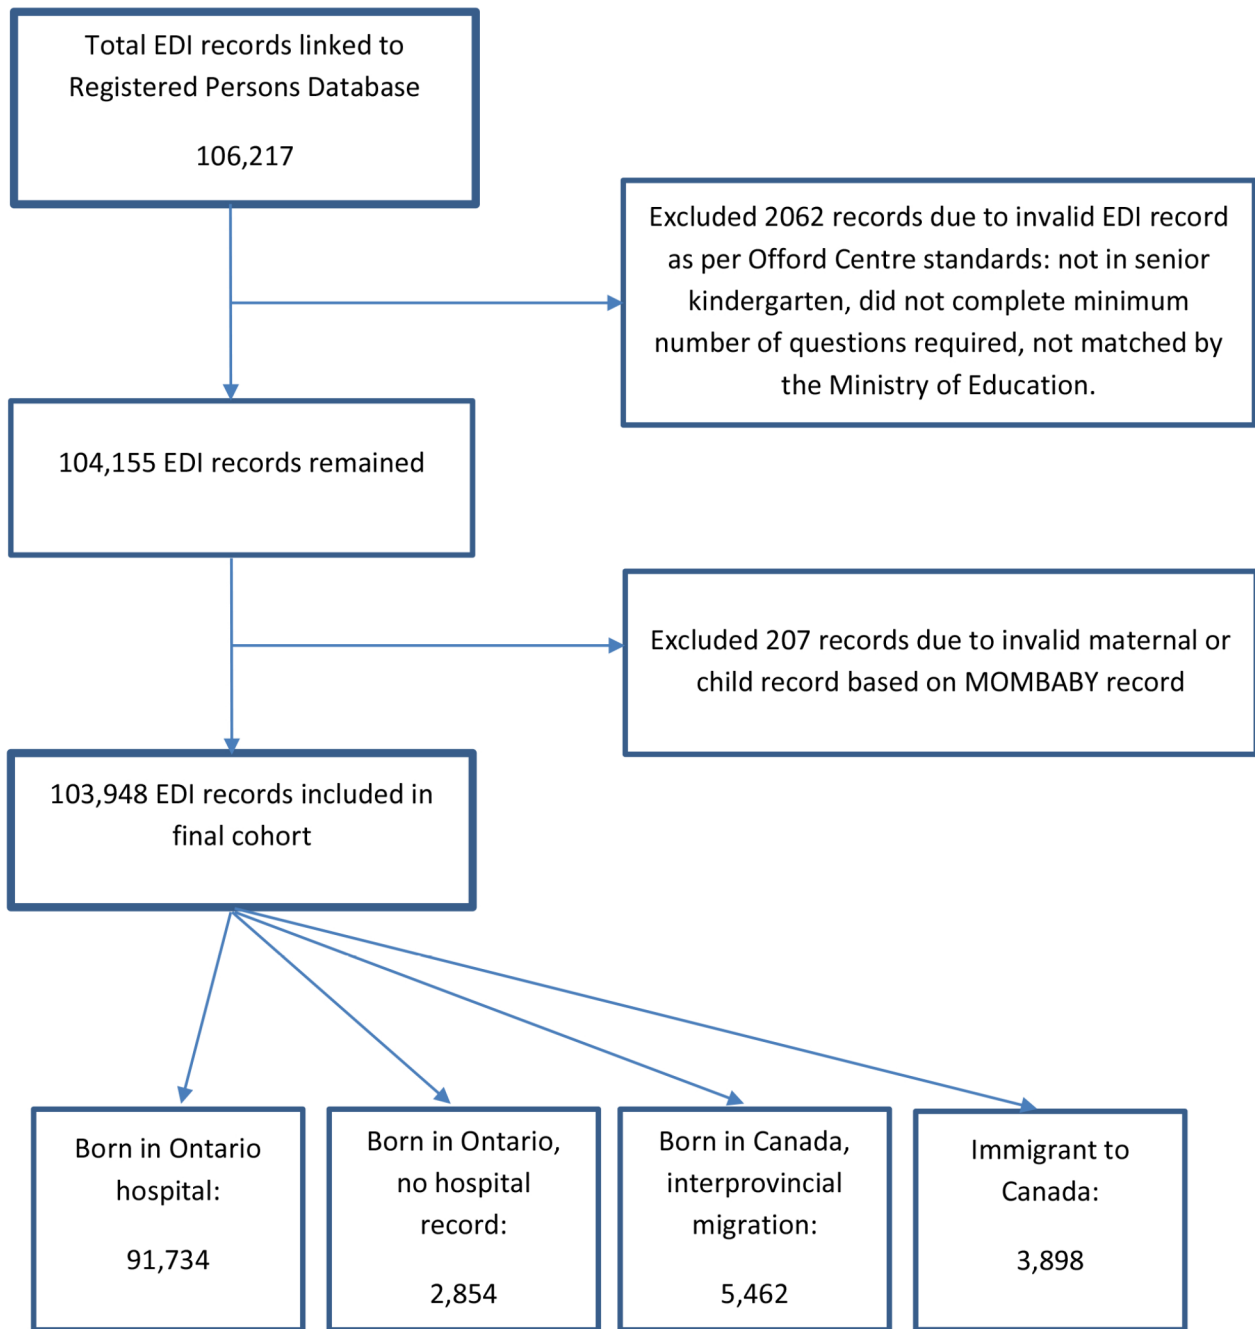 Total EDI records linked to
Registered Persons Database
106,217
Excluded 2062 records due to invalid EDI record
as per Offord Centre standards: not in senior
kindergarten, did not complete minimum
number of questions required, not matched by
the Ministry of Education.
104,155 EDI records remained
Excluded 207 records due to invalid maternal or
child record based on MOMBABY record
103,948 EDI records included in
final cohort
Born in Ontario
hospital:
91,734
Born in Ontario,
no hospital
record:
2,854
Born in Canada,
interprovincial
migration:
5,462
Immigrant to
Canada:
3,898